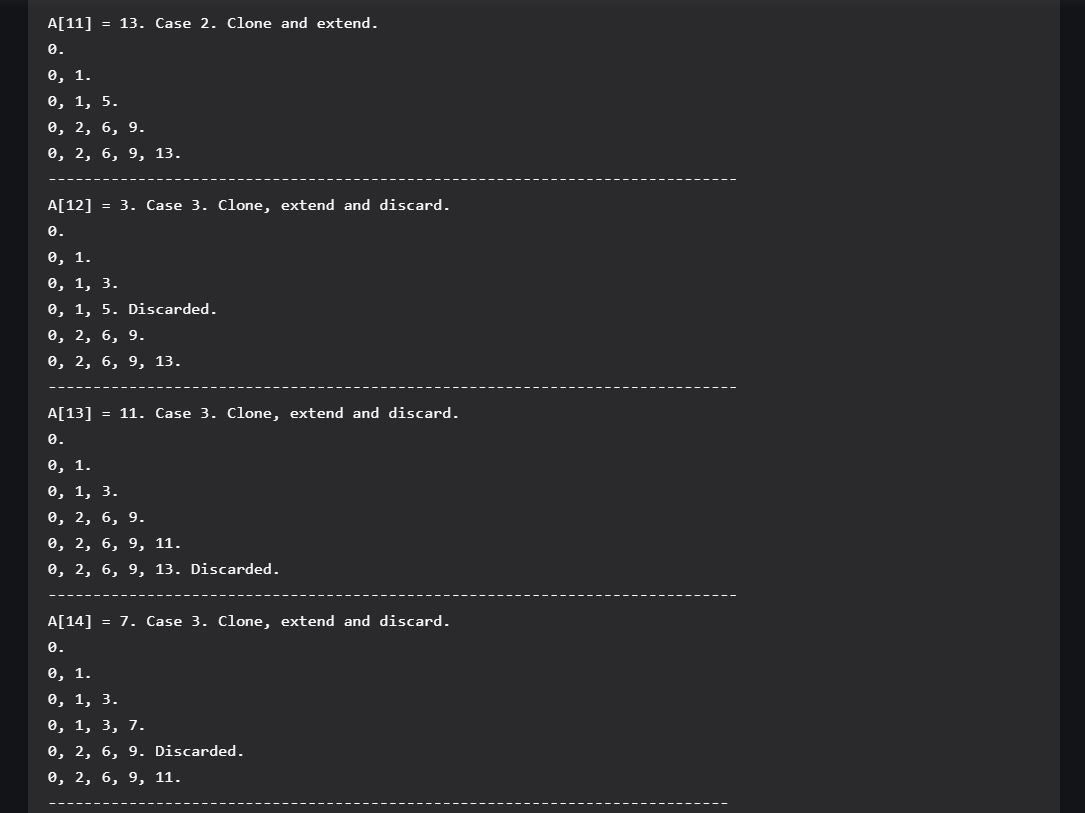 A[11] = 13. Case 2. Clone and extend.
0.
0, 1.
0, 1, 5.
0, 2, 6, 9.
0, 2, 6, 9, 13.
-----------------------------------------------------------------------------
A[12] = 3. Case 3. Clone, extend and discard.
0.
0, 1.
0, 1, 3.
0, 1, 5. Discarded.
0, 2, 6, 9.
0, 2, 6, 9, 13.
-----------------------------------------------------------------------------
A[13] = 11. Case 3. Clone, extend and discard.
0.
0, 1.
0, 1, 3.
0, 2, 6, 9.
0, 2, 6, 9, 11.
0, 2, 6, 9, 13. Discarded.
-----------------------------------------------------------------------------
A[14] = 7. Case 3. Clone, extend and discard.
0.
0, 1.
0, 1, 3.
0, 1, 3, 7.
0, 2, 6, 9. Discarded.
0, 2, 6, 9, 11.
----------------------------------------------------------------------------